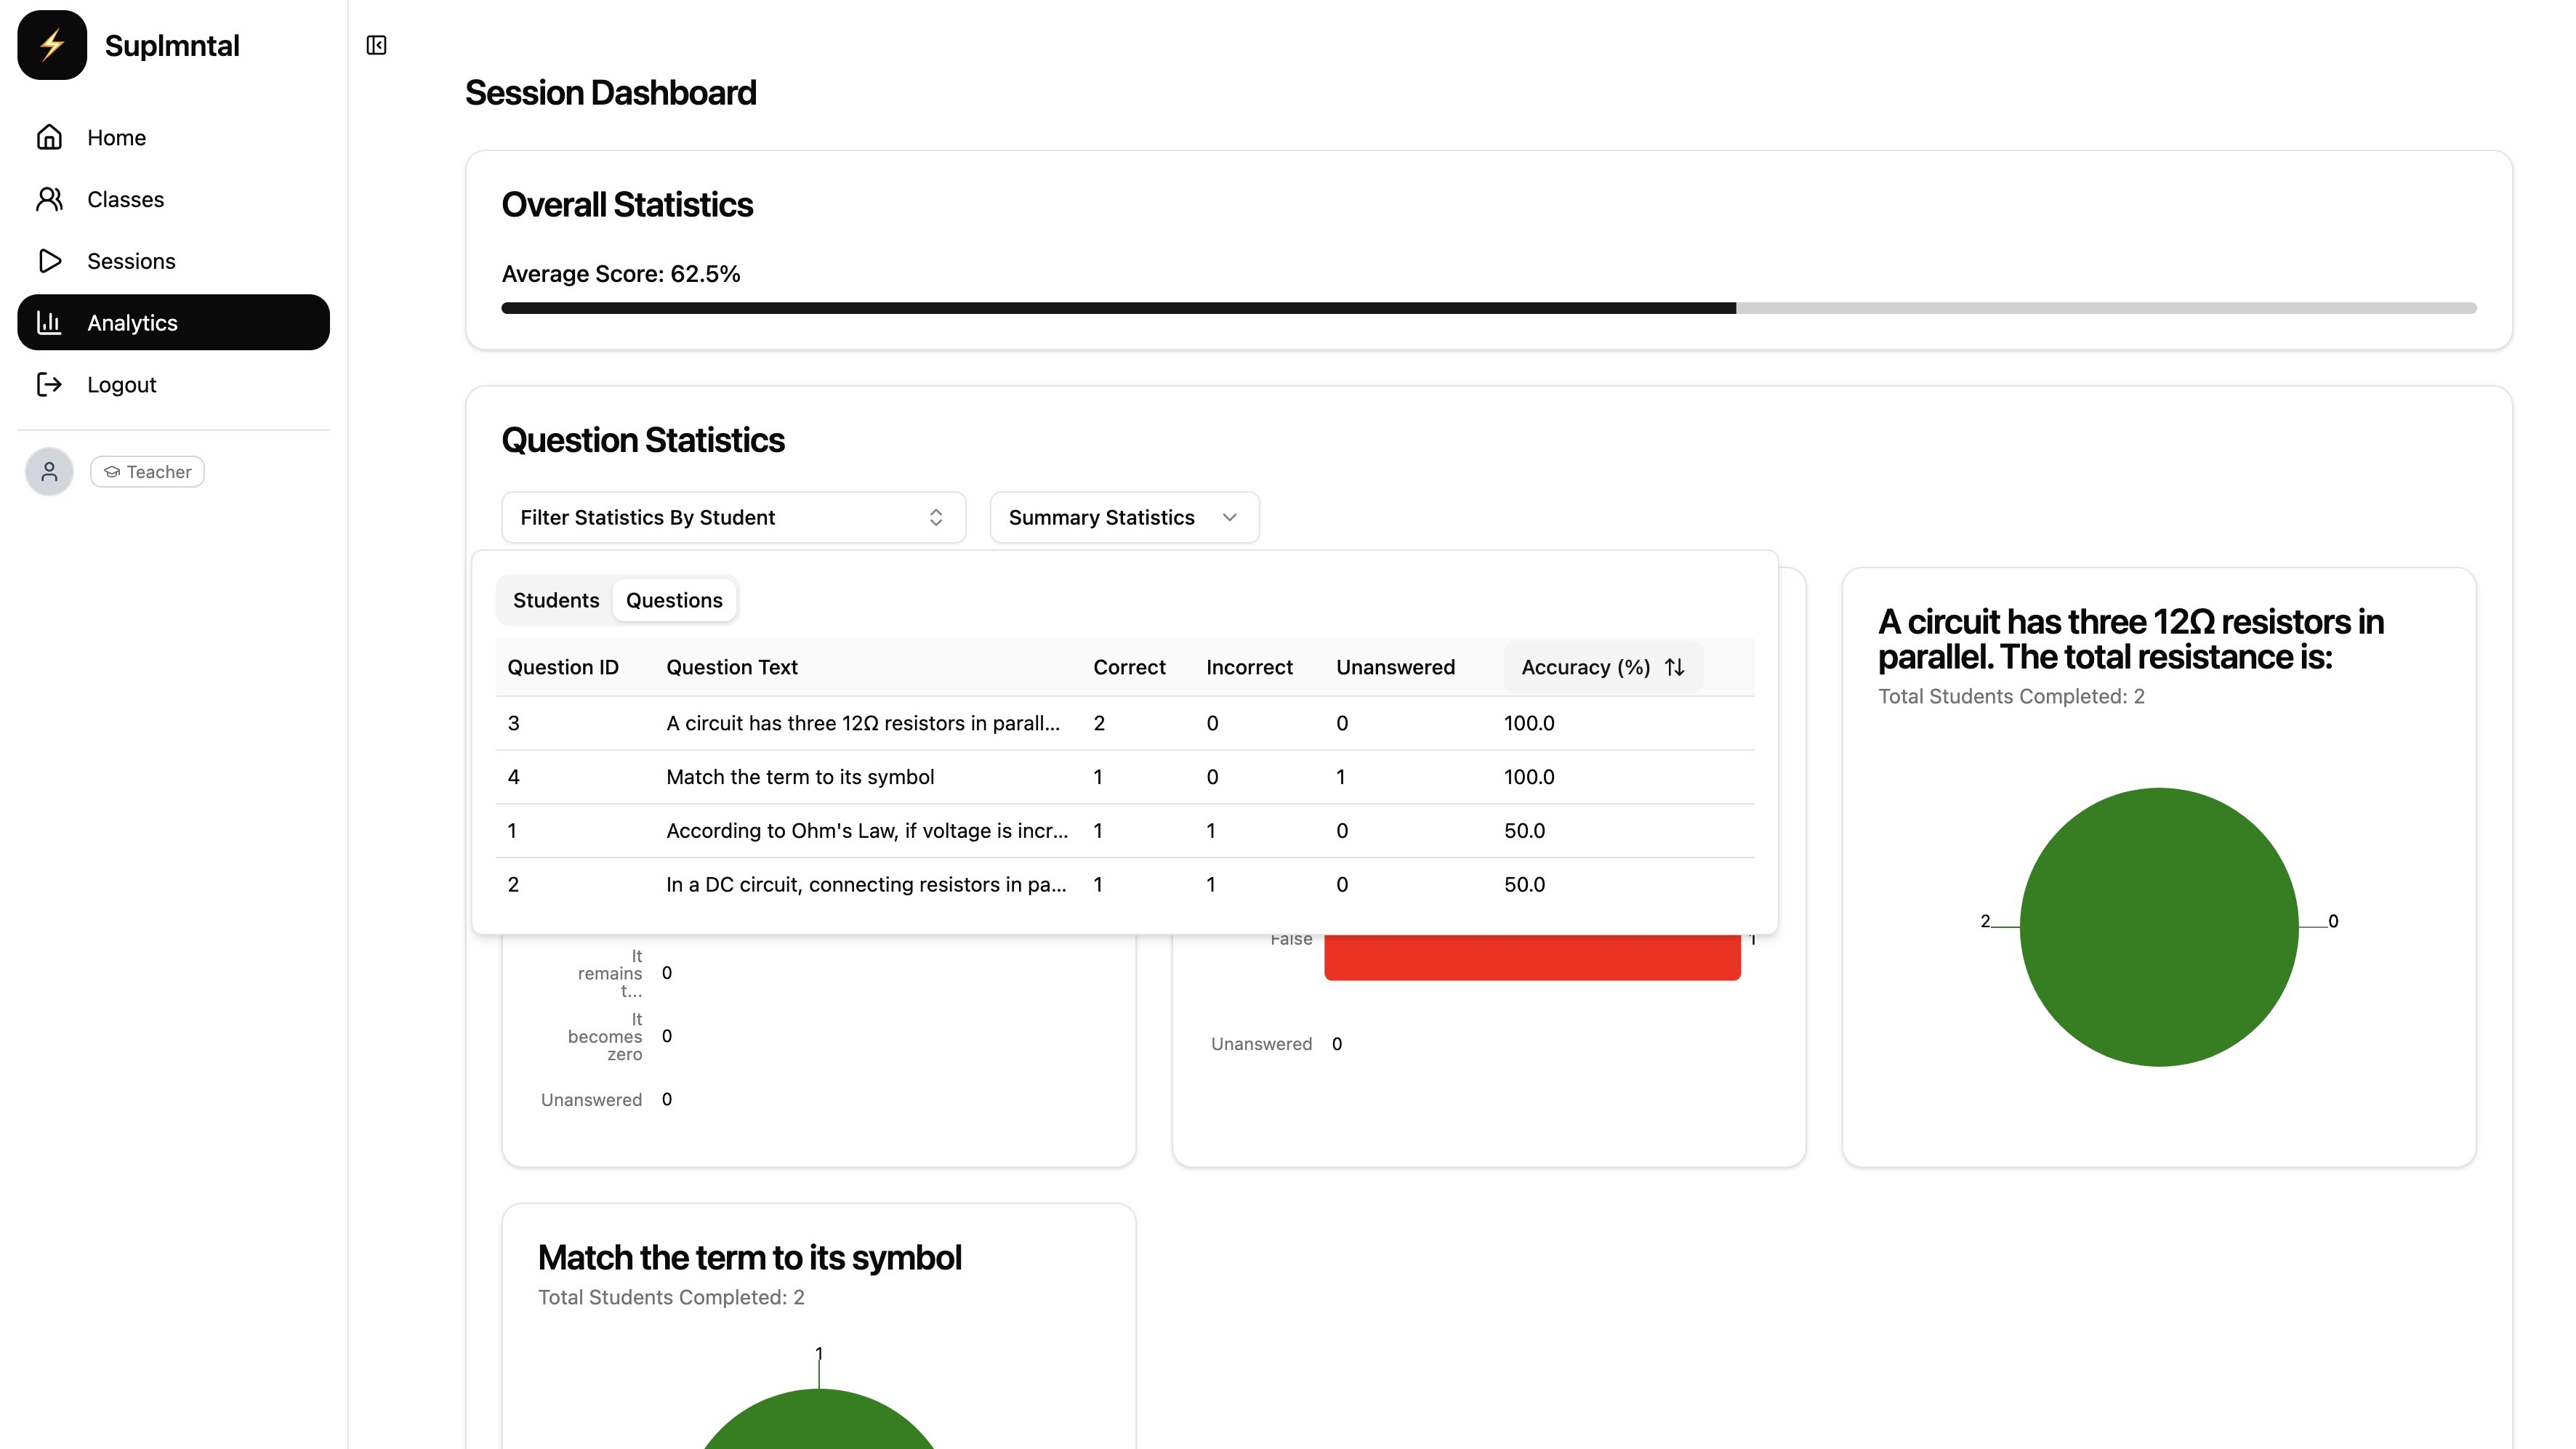 Suplmntal
Home
Classes
Sessions
Analytics
Logout
Teacher
Session Dashboard
Overall Statistics
Average Score: 62.5%
Question Statistics
Filter Statistics By Student
Summary Statistics
Students Questions
Question ID Question Text Correct Incorrect Unanswered Accuracy (%)
3 A circuit has three 12Ω resistors in parall... 2 0 0 100.0
4 Match the term to its symbol 1 0 1 100.0
1 According to Ohm's Law, if voltage is incr... 1 1 0 50.0
2 In a DC circuit, connecting resistors in pa... 1 1 0 50.0
It
remains
t...
0
It
becomes
zero
0
Unanswered 0
False 1
Unanswered 0
A circuit has three 12Ω resistors in
parallel. The total resistance is:
Total Students Completed: 2
2 0
Match the term to its symbol
Total Students Completed: 2
1